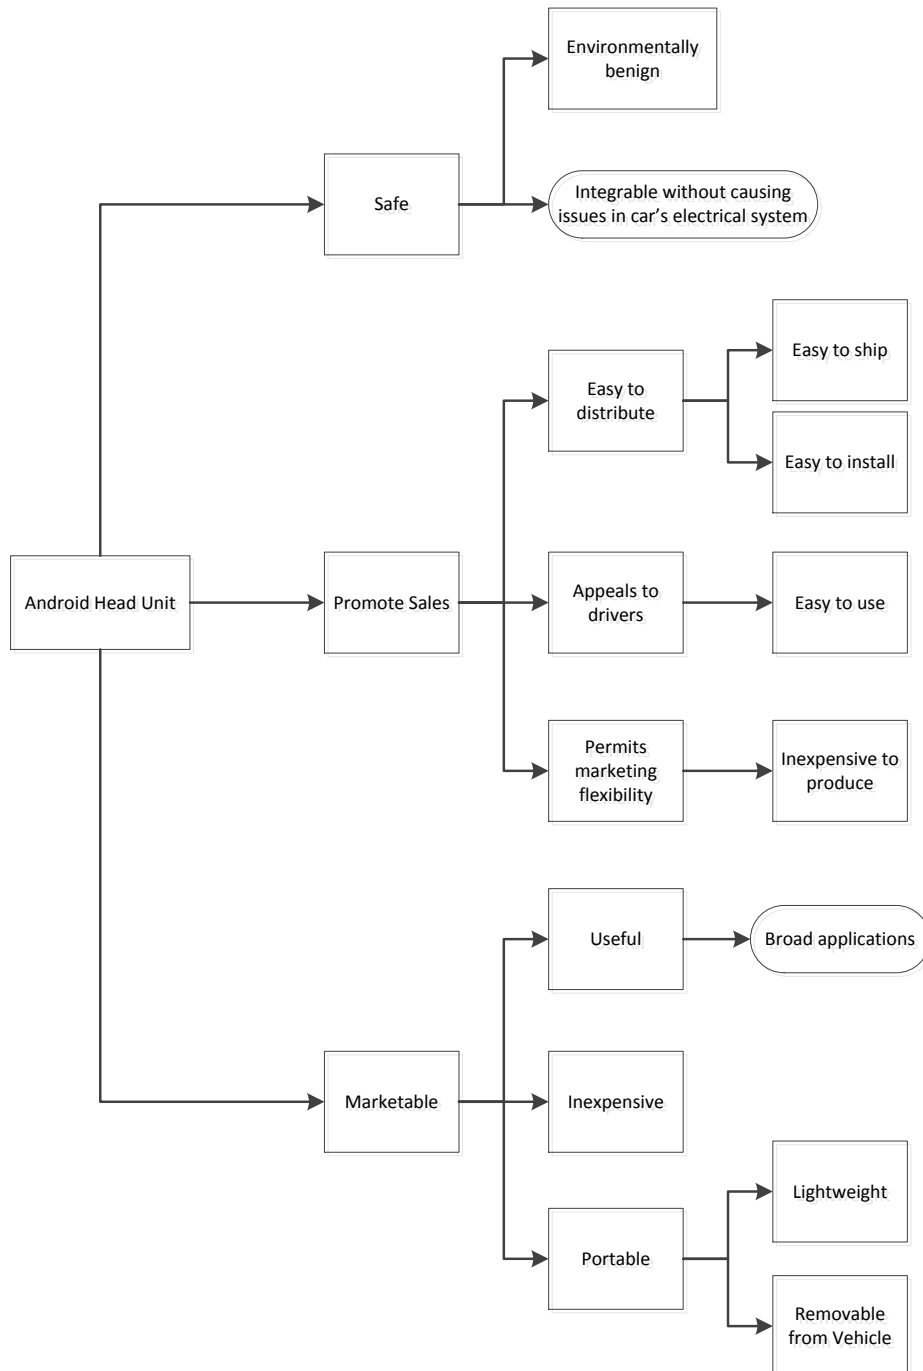 Environmentally
benign
Safe
Integrable without causing
issues in car's electrical system
Easy to ship
Easy to
distribute
Easy to install
Android Head Unit
Promote Sales
Appeals to
drivers
Easy to use
Permits
marketing
flexibility
Inexpensive to
produce
Useful
Broad applications
Marketable
Inexpensive
Lightweight
Portable
Removable
from Vehicle